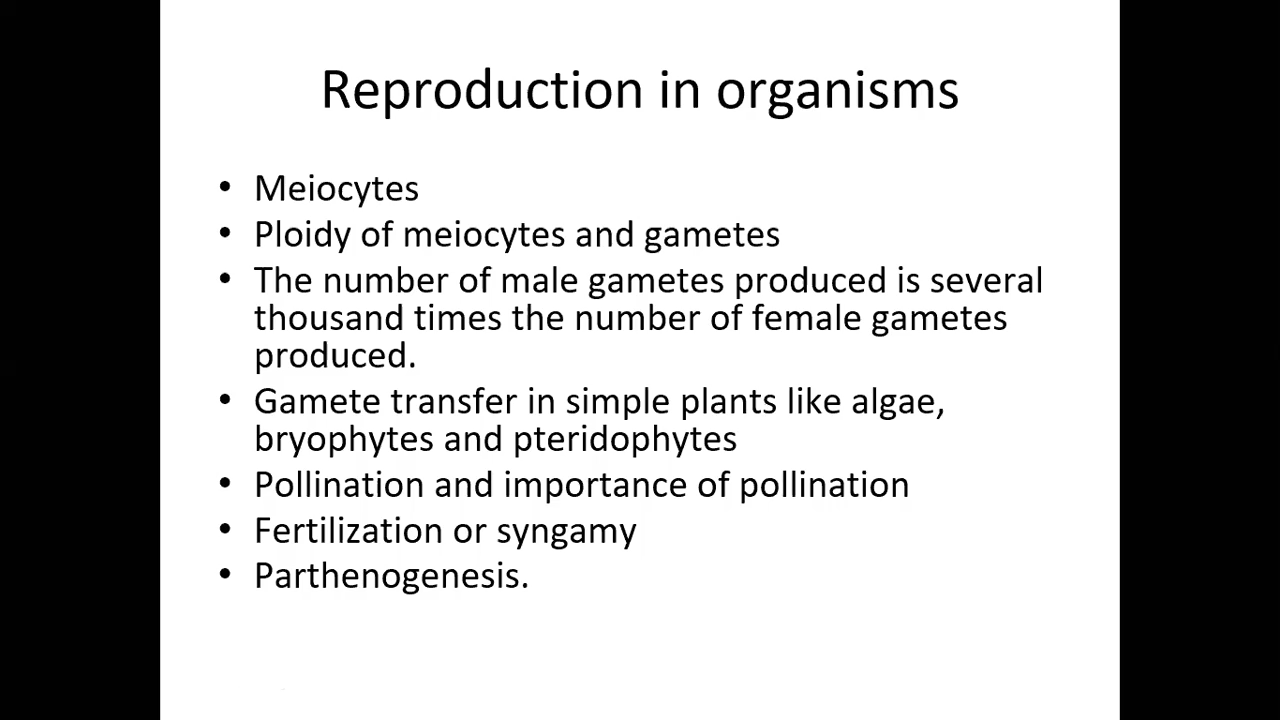 Reproduction in organisms
• Meiocytes
• Ploidy of meiocytes and gametes
• The number of male gametes produced is several
thousand times the number of female gametes
produced.
• Gamete transfer in simple plants like algae,
bryophytes and pteridophytes
• Pollination and importance of pollination
• Fertilization or syngamy
• Parthenogenesis.